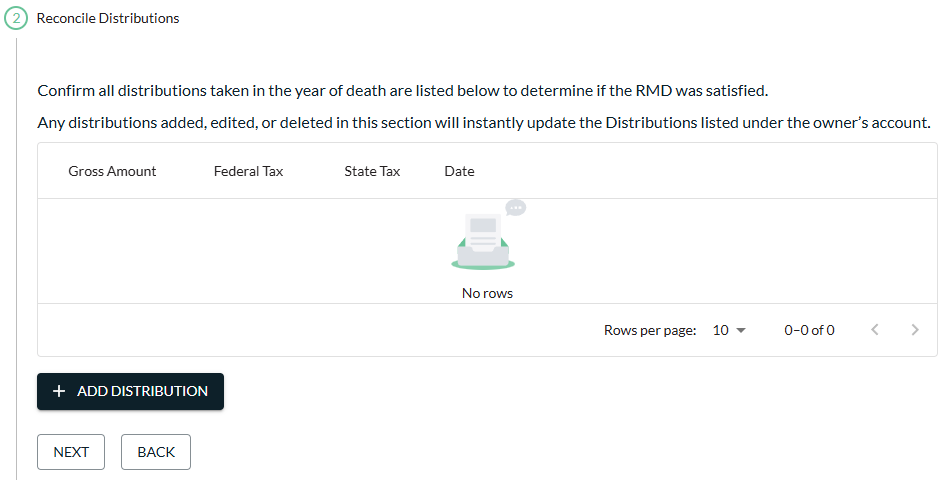 2 Reconcile Distributions
Confirm all distributions taken in the year of death are listed below to determine if the RMD was satisfied.
Any distributions added, edited, or deleted in this section will instantly update the Distributions listed under the owner’s account.
Gross Amount Federal Tax State Tax Date
No rows
Rows per page: 10 0–0 of 0
+ ADD DISTRIBUTION
NEXT BACK